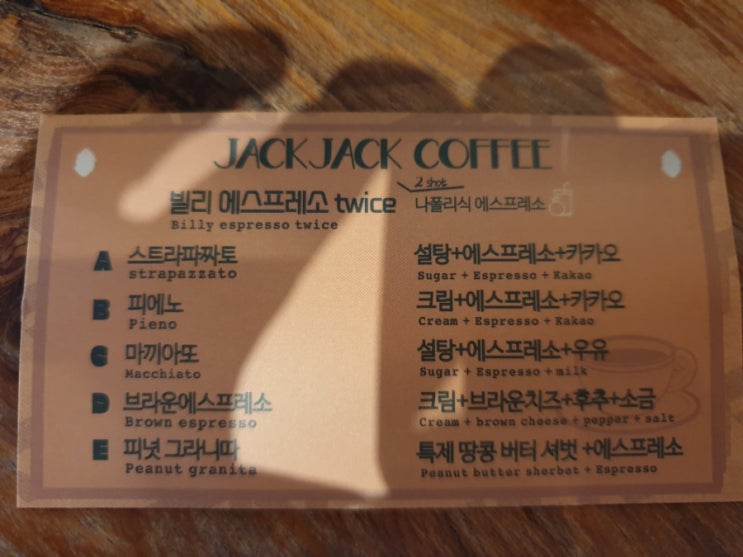 JACKJACK COFFEE
2 shot
빌리 에스프레소 twice 나폴리식 에스프레소
Billy espresso twice
A 스트라파짜토 설탕+에스프레소+카카오
strapazzato Sugar + Espresso + Kakao
B 피에노 크림+에스프레소+카카오
Pieno Cream + Espresso + Kakao
C 마끼아또 설탕+에스프레소+우유
Macchiato Sugar + Espresso + milk
D 브라운에스프레소 크림+브라운치즈+후추+소금
Brown espresso Cream + brown cheese + pepper + salt
E 피넛 그라니따 특제 땅콩 버터 셔벗 +에스프레소
Peanut granita Peanut butter sherbet + Espresso